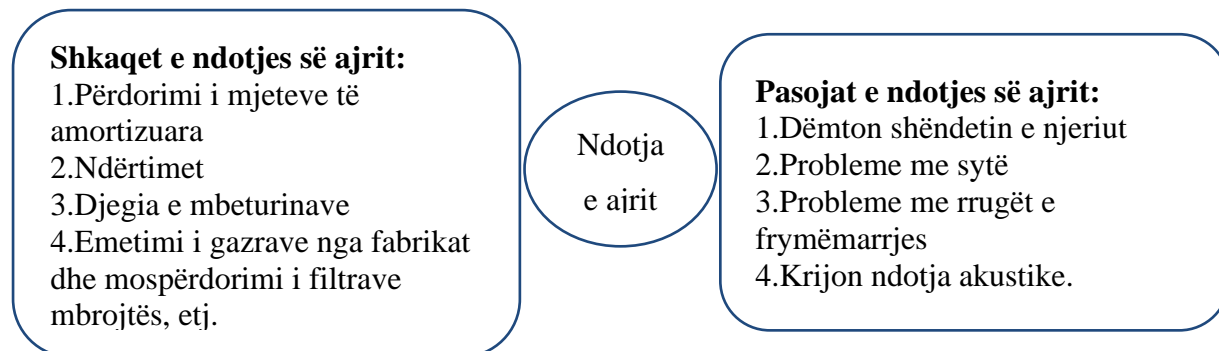 Shkaqet e ndotjes së ajrit:
1.Përdorimi i mjeteve të
amortizuara
2.Ndërtimet
3.Djegia e mbeturinave
4.Emetimi i gazrave nga fabrikat
dhe mospërdorimi i filtrave
mbrojtës, etj.
Ndotja
e ajrit
Pasojat e ndotjes së ajrit:
1.Dëmton shëndetin e njeriut
2.Probleme me sytë
3.Probleme me rrugët e
frymëmarrjes
4.Krijon ndotja akustike.